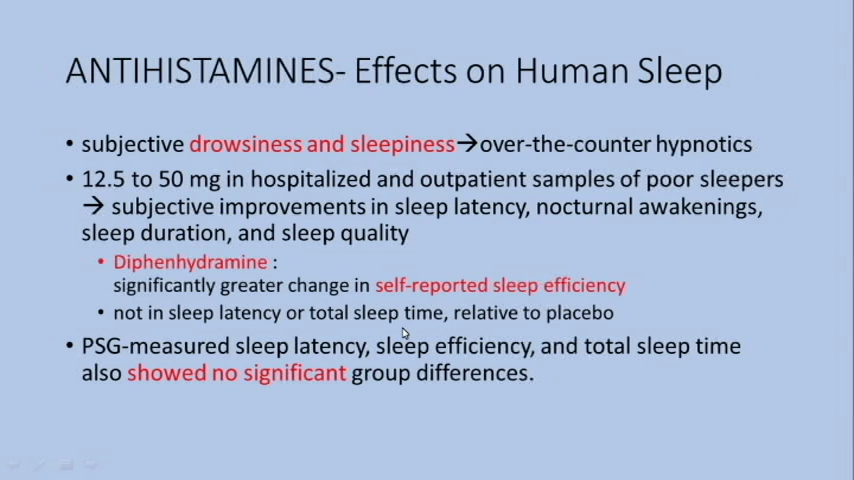 ANTIHISTAMINES- Effects on Human Sleep
• subjective drowsiness and sleepiness→over-the-counter hypnotics
• 12.5 to 50 mg in hospitalized and outpatient samples of poor sleepers
→ subjective improvements in sleep latency, nocturnal awakenings,
sleep duration, and sleep quality
• Diphenhydramine :
significantly greater change in self-reported sleep efficiency
• not in sleep latency or total sleep time, relative to placebo
• PSG-measured sleep latency, sleep efficiency, and total sleep time
also showed no significant group differences.